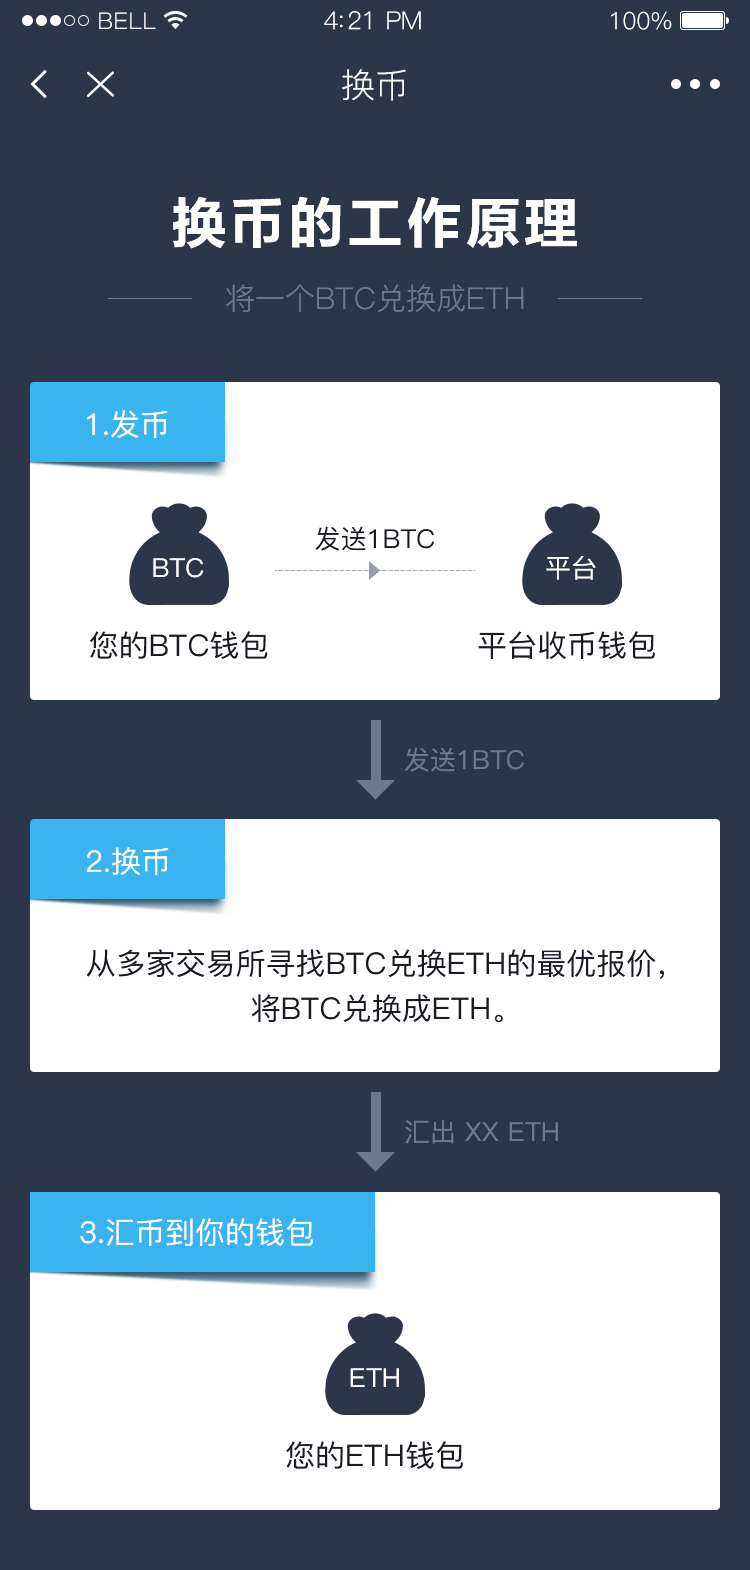 BELL 4:21 PM 100%
换币
换币的工作原理
将一个BTC兑换成ETH
1.发币
发送1BTC
BTC
平台
您的BTC钱包
平台收币钱包
发送1BTC
2.换币
从多家交易所寻找BTC兑换ETH的最优报价，
将BTC兑换成ETH。
汇出 XX ETH
3.汇币到你的钱包
ETH
您的ETH钱包